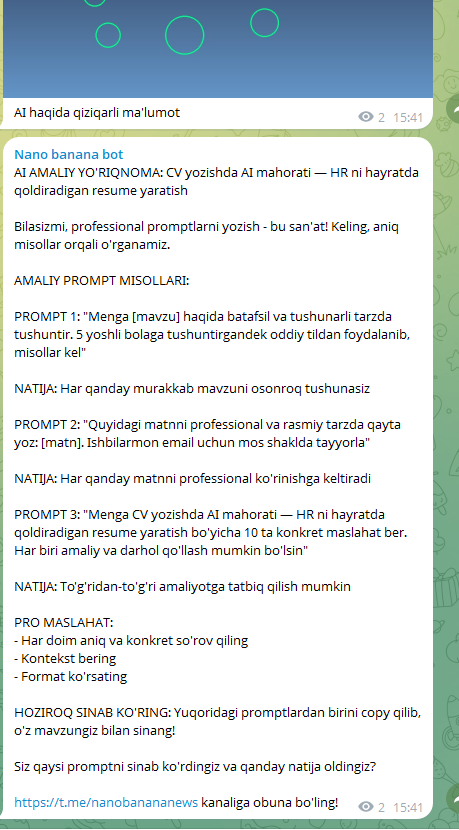 AI haqida qiziqarli ma'lumot
2 15:41
Nano banana bot
AI AMALIY YO'RIQNOMA: CV yozishda AI mahorati — HR ni hayratda
qoldiradigan resume yaratish
Bilasizmi, professional promptlarni yozish - bu san'at! Keling, aniq
misollar orqali o'rganamiz.
AMALIY PROMPT MISOLLARI:
PROMPT 1: "Menga [mavzu] haqida batafsil va tushunarli tarzda
tushuntir. 5 yoshli bolaga tushuntirgandek oddiy tildan foydalanib,
misollar kel"
NATIJA: Har qanday murakkab mavzuni osonroq tushunasiz
PROMPT 2: "Quyidagi matnni professional va rasmiy tarzda qayta
yoz: [matn]. Ishbilarmon email uchun mos shaklda tayyorla"
NATIJA: Har qanday matnni professional ko'rinishga keltiradi
PROMPT 3: "Menga CV yozishda AI mahorati — HR ni hayratda
qoldiradigan resume yaratish bo'yicha 10 ta konkret maslahat ber.
Har biri amaliy va darhol qo'llash mumkin bo'lsin"
NATIJA: To'g'ridan-to'g'ri amaliyotga tatbiq qilish mumkin
PRO MASLAHAT:
- Har doim aniq va konkret so'rov qiling
- Kontekst bering
- Format ko'rsating
HOZIROQ SINAB KO'RING: Yuqoridagi promptlardan birini copy qilib,
o'z mavzungiz bilan sinang!
Siz qaysi promptni sinab ko'rdingiz va qanday natija oldingiz?
https://t.me/nanobanananews kanaliga obuna bo'ling!
2 15:41